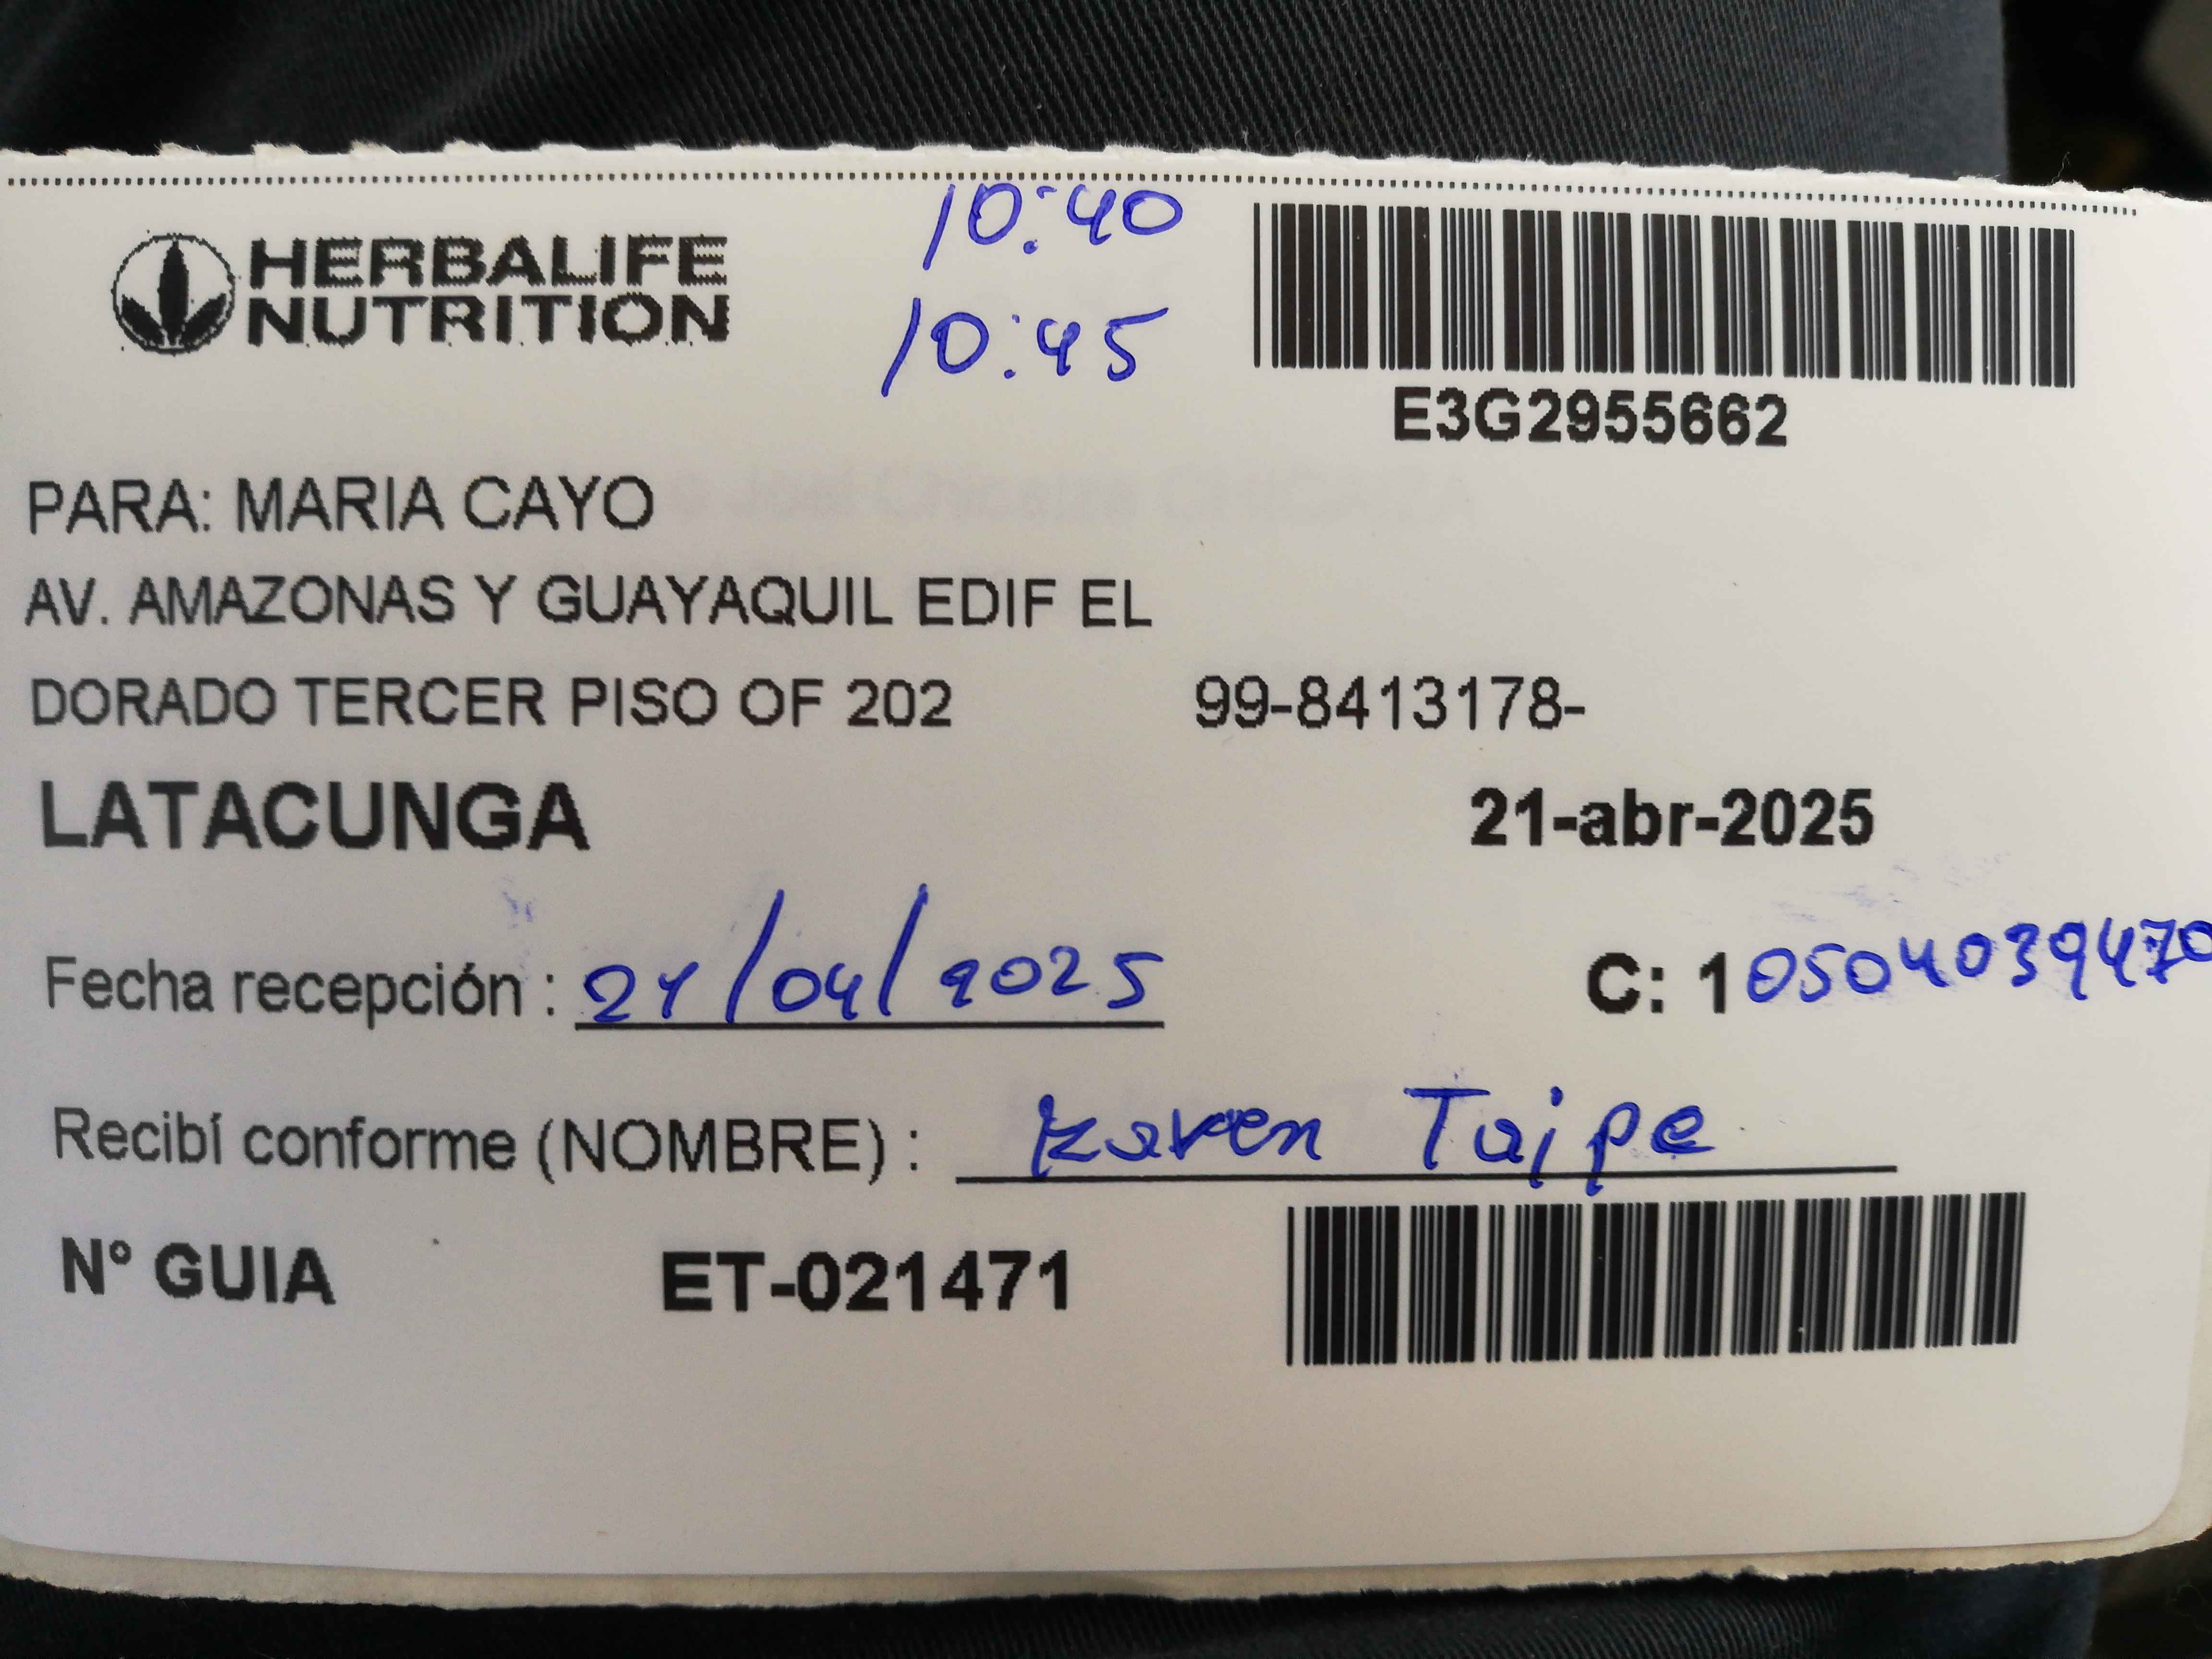 HERBALIFE
NUTRITION
10:40
10:45
E3G2955662
PARA: MARIA CAYO
AV. AMAZONAS Y GUAYAQUIL EDIF EL
DORADO TERCER PISO OF 202 99-8413178-
LATACUNGA 21-abr-2025
Fecha recepción : 21/04/2025 C: 1 0504039470
Recibí conforme (NOMBRE) : Karen Taipe
N° GUIA ET-021471